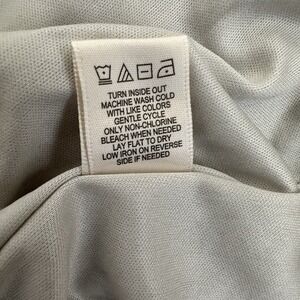 TURN INSIDE OUT
MACHINE WASH COLD
WITH LIKE COLORS
GENTLE CYCLE
ONLY NON-CHLORINE
BLEACH WHEN NEEDED
LAY FLAT TO DRY
LOW IRON ON REVERSE
SIDE IF NEEDED